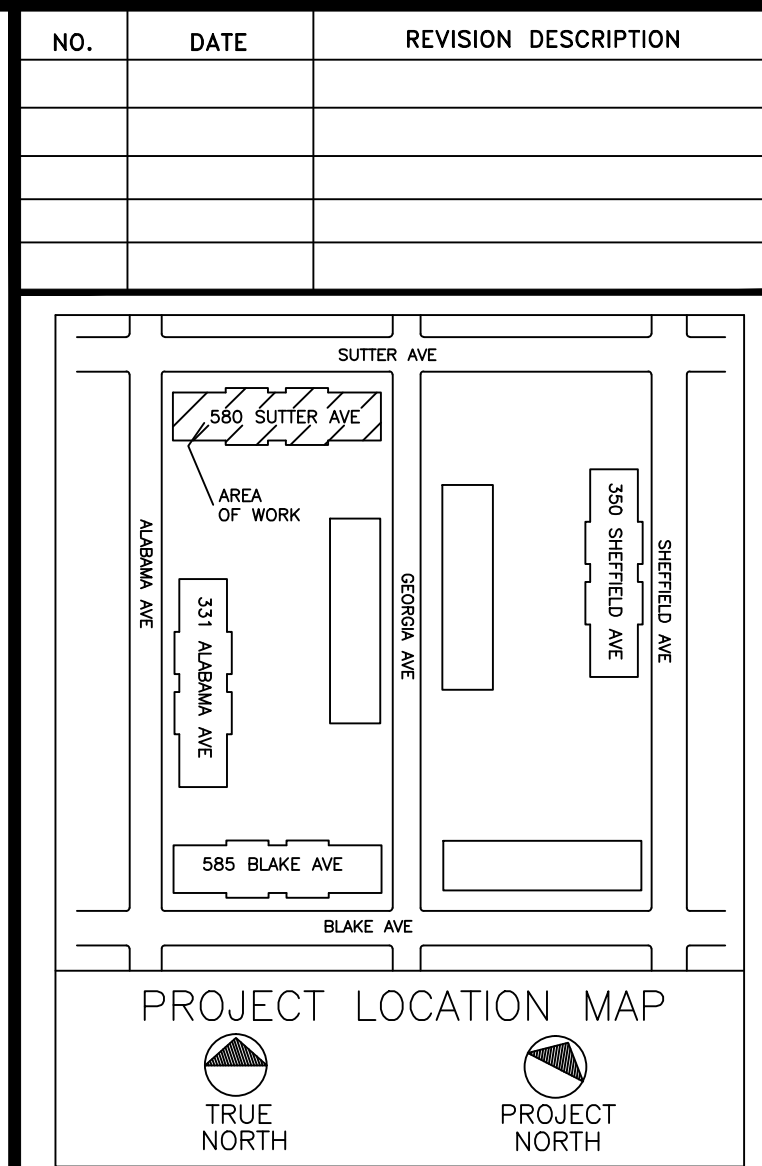 NO. DATE REVISION DESCRIPTION
SUTTER AVE
580 SUTTER AVE
AREA
OF WORK
ALABAMA AVE
331 ALABAMA AVE
GEORGIA AVE
350 SHEFFIELD AVE
SHEFFIELD AVE
585 BLAKE AVE
BLAKE AVE
PROJECT LOCATION MAP
TRUE
NORTH
PROJECT
NORTH